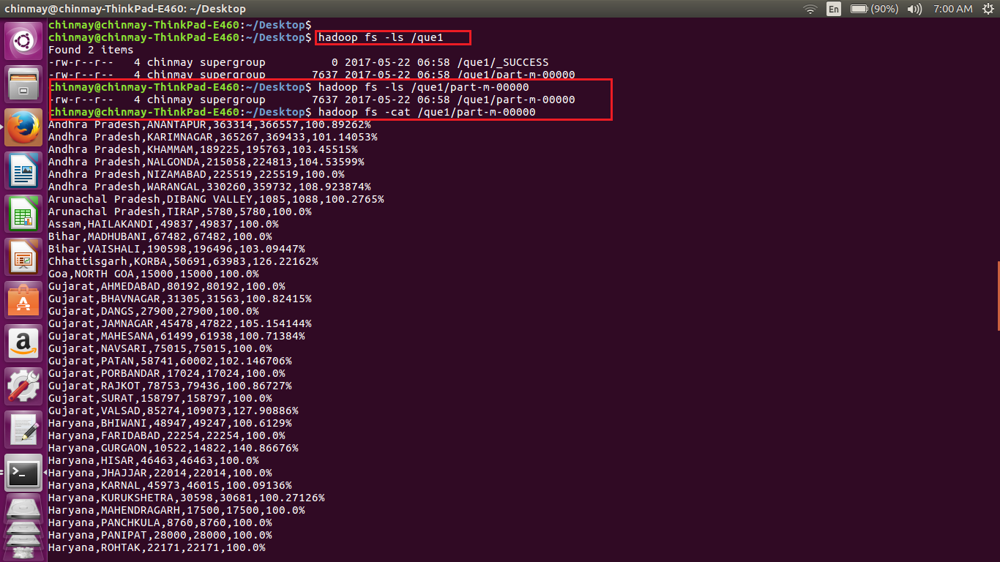 chinmay@chinmay-ThinkPad-E460: ~/Desktop
En (90%) 7:00 AM
chinmay@chinmay-ThinkPad-E460:~/Desktop$
chinmay@chinmay-ThinkPad-E460:~/Desktop$ hadoop fs -ls /que1
Found 2 items
-rw-r--r--   4 chinmay supergroup          0 2017-05-22 06:58 /que1/_SUCCESS
-rw-r--r--   4 chinmay supergroup       7637 2017-05-22 06:58 /que1/part-m-00000
chinmay@chinmay-ThinkPad-E460:~/Desktop$ hadoop fs -ls /que1/part-m-00000
-rw-r--r--   4 chinmay supergroup       7637 2017-05-22 06:58 /que1/part-m-00000
chinmay@chinmay-ThinkPad-E460:~/Desktop$ hadoop fs -cat /que1/part-m-00000
Andhra Pradesh,ANANTAPUR,363314,366557,100.89262%
Andhra Pradesh,KARIMNAGAR,365267,369433,101.14053%
Andhra Pradesh,KHAMMAM,189225,195763,103.45515%
Andhra Pradesh,NALGONDA,215058,224813,104.53599%
Andhra Pradesh,NIZAMABAD,225519,225519,100.0%
Andhra Pradesh,WARANGAL,330260,359732,108.923874%
Arunachal Pradesh,DIBANG VALLEY,1085,1088,100.2765%
Arunachal Pradesh,TIRAP,5780,5780,100.0%
Assam,HAILAKANDI,49837,49837,100.0%
Bihar,MADHUBANI,67482,67482,100.0%
Bihar,VAISHALI,190598,196496,103.09447%
Chhattisgarh,KORBA,50691,63983,126.22162%
Goa,NORTH GOA,15000,15000,100.0%
Gujarat,AHMEDABAD,80192,80192,100.0%
Gujarat,BHAVNAGAR,31305,31563,100.82415%
Gujarat,DANGS,27900,27900,100.0%
Gujarat,JAMNAGAR,45478,47822,105.154144%
Gujarat,MAHESANA,61499,61938,100.71384%
Gujarat,NAVSARI,75015,75015,100.0%
Gujarat,PATAN,58741,60002,102.146706%
Gujarat,PORBANDAR,17024,17024,100.0%
Gujarat,RAJKOT,78753,79436,100.86727%
Gujarat,SURAT,158797,158797,100.0%
Gujarat,VALSAD,85274,109073,127.90886%
Haryana,BHIWANI,48947,49247,100.6129%
Haryana,FARIDABAD,22254,22254,100.0%
Haryana,GURGAON,10522,14822,140.86676%
Haryana,HISAR,46463,46463,100.0%
Haryana,JHAJJAR,22014,22014,100.0%
Haryana,KARNAL,45973,46015,100.09136%
Haryana,KURUKSHETRA,30598,30681,100.27126%
Haryana,MAHENDRAGARH,17500,17500,100.0%
Haryana,PANCHKULA,8760,8760,100.0%
Haryana,PANIPAT,28000,28000,100.0%
Haryana,ROHTAK,22171,22171,100.0%